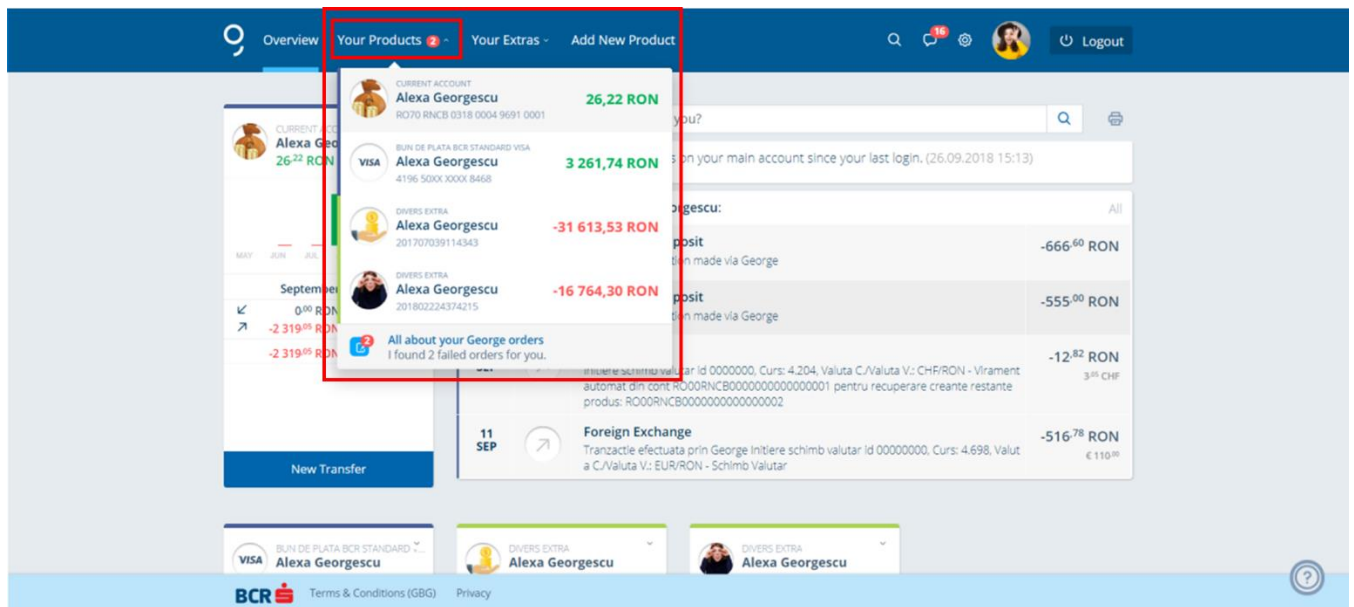 Overview
Your Products 2
Your Extras
Add New Product
16
Logout
CURRENT ACCOUNT
Alexa Georgescu
26,22 RON
RO70 RNCB 0318 0004 9691 0001
BUN DE PLATA BCR STANDARD VISA
VISA
Alexa Georgescu
3 261,74 RON
4196 50XX XXXX 8468
DIVERS EXTRA
Alexa Georgescu
-31 613,53 RON
201707039114343
DIVERS EXTRA
Alexa Georgescu
-16 764,30 RON
201802224374215
2
All about your George orders
I found 2 failed orders for you.
CURRENT
Alexa
26,22 RON
MAY JUN JUL
September
0,00 RON
-2 319,05 RON
-2 319,05 RON
New Transfer
you?
on your main account since your last login. (26.09.2018 15:13)
All
-666,60 RON
made via George
-555,00 RON
made via George
-12,82 RON
Initiere schimb valutar id 0000000, Curs: 4.204, Valuta C./Valuta V.: CHF/RON - Virament
3,05 CHF
automat din cont RO00RNCB0000000000000001 pentru recuperare creante restante
produs: RO00RNCB0000000000000002
11
SEP
Foreign Exchange
-516,78 RON
Tranzactie efectuata prin George Initiere schimb valutar id 00000000, Curs: 4.698, Valut
€ 110,00
a C./Valuta V.: EUR/RON - Schimb Valutar
BUN DE PLATA BCR STANDARD ...
VISA
Alexa Georgescu
DIVERS EXTRA
Alexa Georgescu
DIVERS EXTRA
Alexa Georgescu
?
BCR
Terms & Conditions (GBG)
Privacy